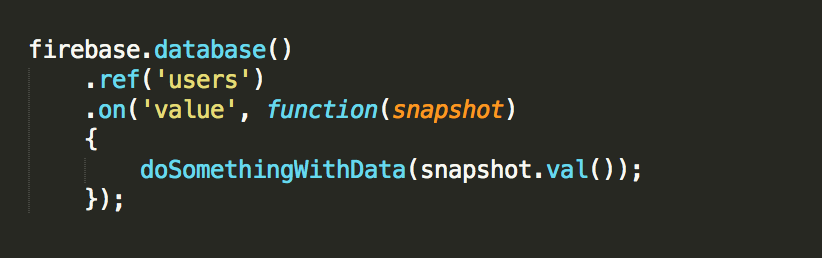 firebase.database()
.ref('users')
.on('value', function(snapshot)
{
doSomethingWithData(snapshot.val());
});